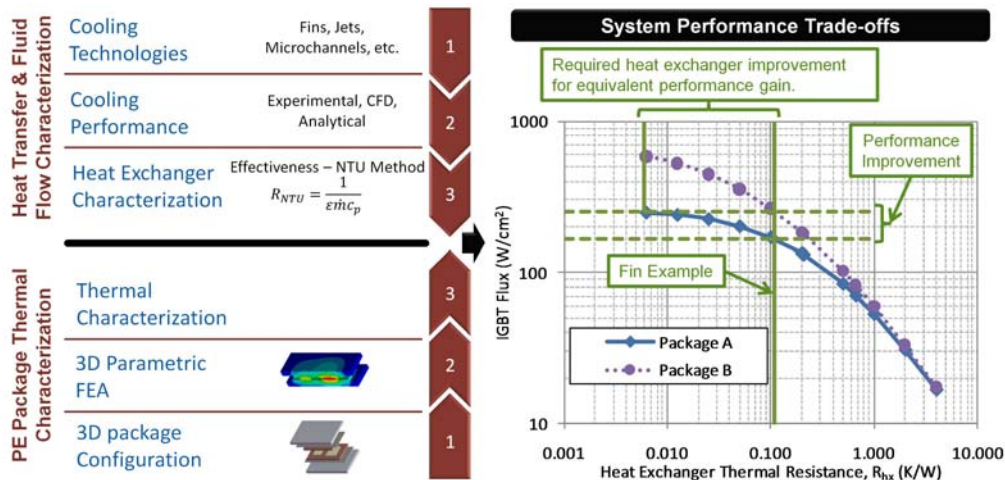 Heat Transfer & Fluid
Flow Characterization
Cooling
Technologies
Fins, Jets,
Microchannels, etc.
1
Cooling
Performance
Experimental, CFD,
Analytical
2
Heat Exchanger
Characterization
Effectiveness – NTU Method
R_NTU = 1 / εṁc_p
3
PE Package Thermal
Characterization
Thermal
Characterization
3
3D Parametric
FEA
2
3D package
Configuration
1
System Performance Trade-offs
Required heat exchanger improvement
for equivalent performance gain.
Performance
Improvement
Fin Example
Package A
Package B
IGBT Flux (W/cm²)
1000
100
10
0.001
0.010
0.100
1.000
10.000
Heat Exchanger Thermal Resistance, R_hx (K/W)